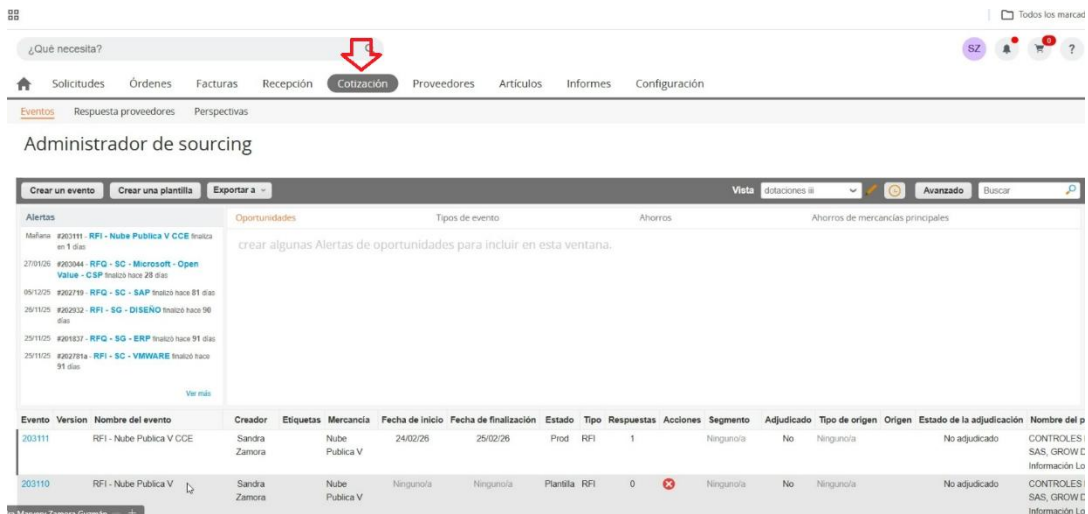 Todos los marcad
¿Qué necesita?
SZ
0
?
Solicitudes Órdenes Facturas Recepción Cotización Proveedores Artículos Informes Configuración
Eventos Respuesta proveedores Perspectivas
Administrador de sourcing
Crear un evento Crear una plantilla Exportar a Vista dotaciones iii Avanzado Buscar
Alertas
Mañana #203111 - RFI - Nube Publica V CCE finaliza
en 1 días
27/01/26 #203044 - RFQ - SC - Microsoft - Open
Value - CSP finalizó hace 28 días
05/12/25 #202719 - RFQ - SC - SAP finalizó hace 81 días
26/11/25 #202932 - RFI - SG - DISEÑO finalizó hace 90
días
25/11/25 #201837 - RFQ - SG - ERP finalizó hace 91 días
25/11/25 #202781a - RFI - SC - VMWARE finalizó hace
91 días
Ver más
Oportunidades Tipos de evento Ahorros Ahorros de mercancías principales
crear algunas Alertas de oportunidades para incluir en esta ventana.
Evento Version Nombre del evento Creador Etiquetas Mercancía Fecha de inicio Fecha de finalización Estado Tipo Respuestas Acciones Segmento Adjudicado Tipo de origen Origen Estado de la adjudicación Nombre del p
203111 RFI - Nube Publica V CCE Sandra Zamora Nube Publica V 24/02/26 25/02/26 Prod RFI 1 Ninguno/a No Ninguno/a No adjudicado CONTROLES
SAS, GROW D
Información Lo
203110 RFI - Nube Publica V Sandra Zamora Nube Publica V Ninguno/a Ninguno/a Plantilla RFI 0 Ninguno/a No Ninguno/a No adjudicado CONTROLES
SAS, GROW D
Información Lo
Zamora Guzmán